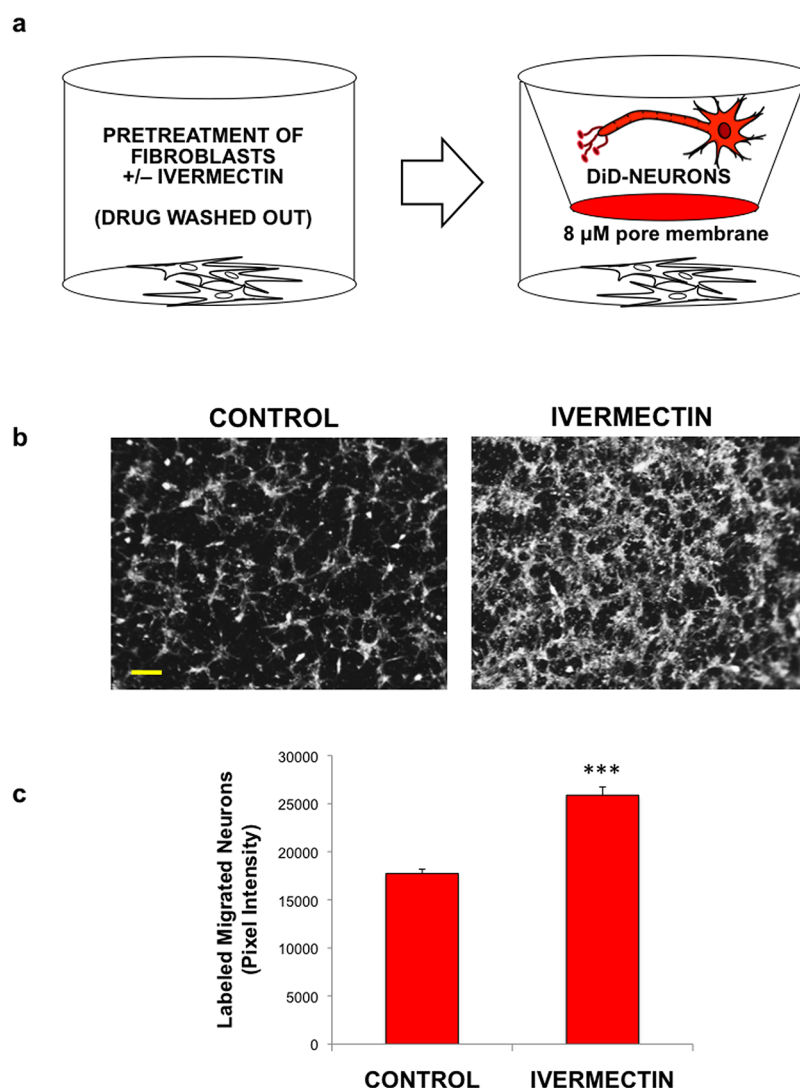 a
PRETREATMENT OF
FIBROBLASTS
+/– IVERMECTIN
(DRUG WASHED OUT)
DiD-NEURONS
8 µM pore membrane
b
CONTROL
IVERMECTIN
c
Labeled Migrated Neurons
(Pixel Intensity)
30000
25000
20000
15000
10000
5000
0
***
CONTROL
IVERMECTIN